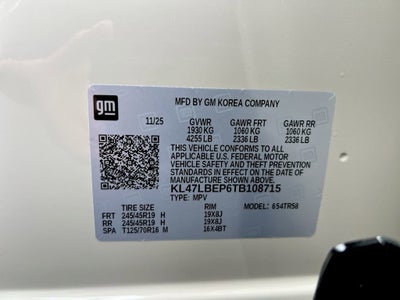 gm
MFD BY GM KOREA COMPANY
11/25 GVWR GAWR FRT GAWR RR
1930 KG 1060 KG 1060 KG
4255 LB 2336 LB 2336 LB
THIS VEHICLE CONFORMS TO ALL
APPLICABLE U.S. FEDERAL MOTOR
VEHICLE SAFETY AND THEFT PREVENTION
STANDARDS IN EFFECT ON THE DATE OF
MANUFACTURE SHOWN ABOVE.
KL47LBEP6TB108715
TYPE: MPV MODEL: 654TR58
TIRE SIZE RIM
FRT 245/45R19 H 19X8J
RR 245/45R19 H 19X8J
SPA T125/70R16 M 16X4BT